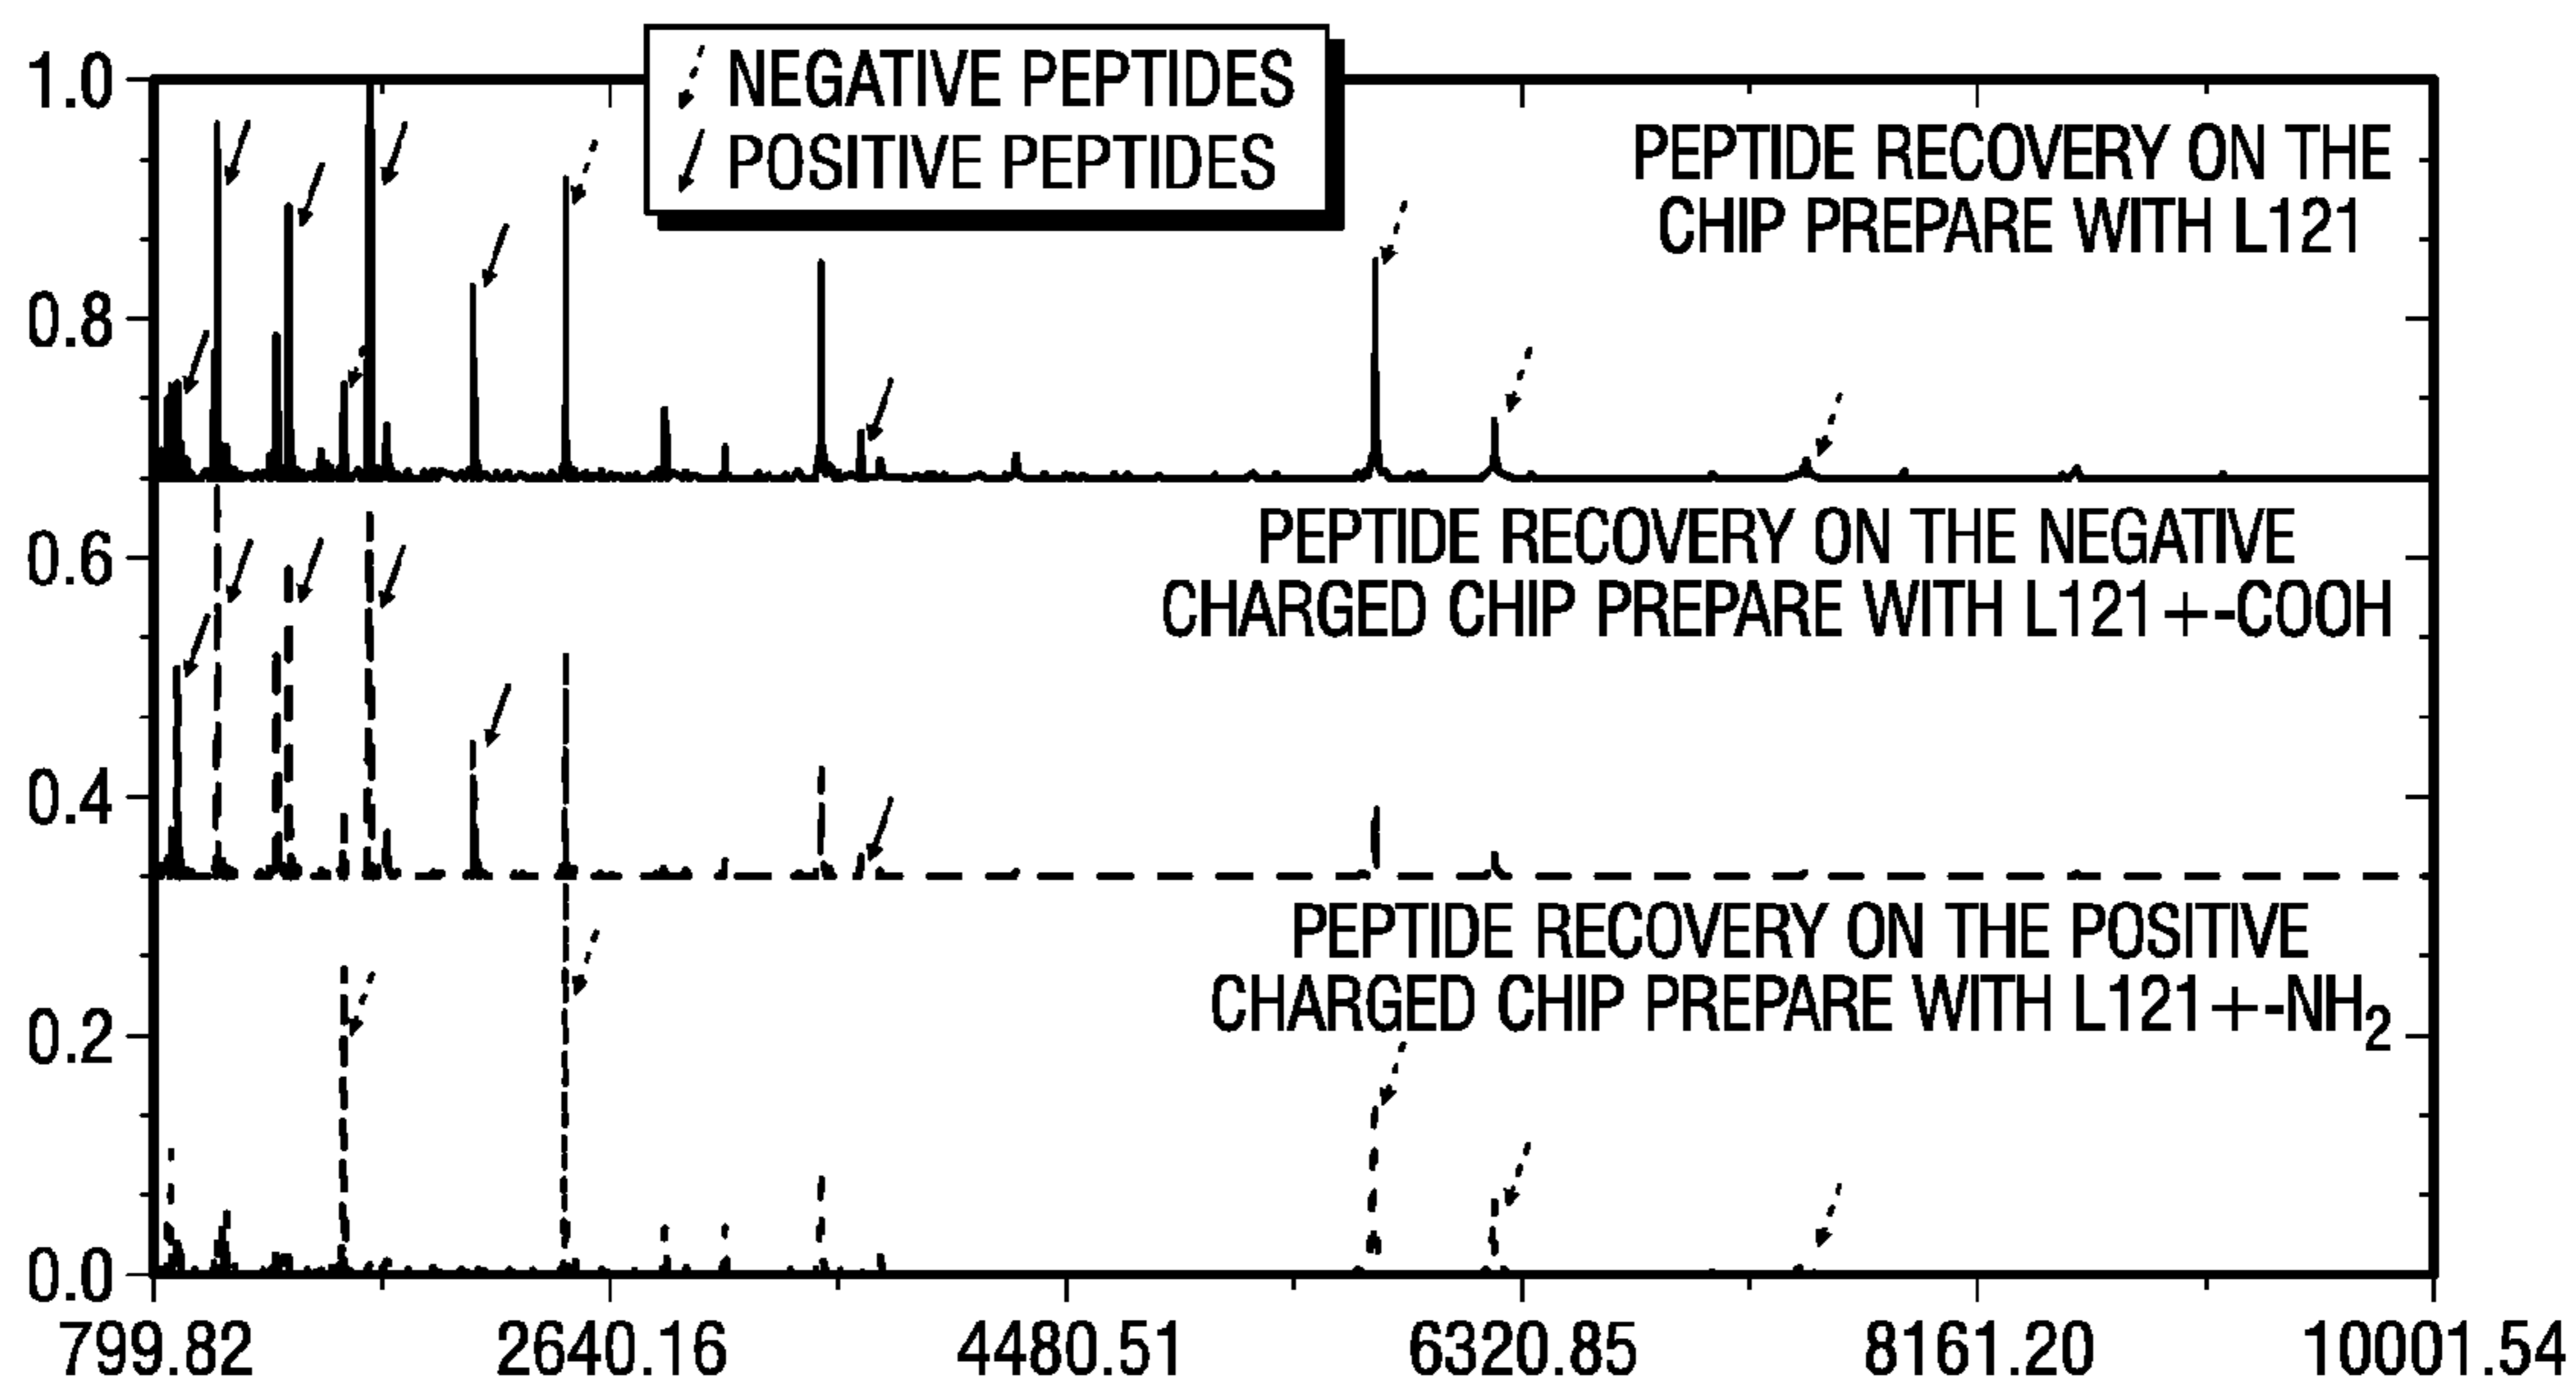 1.0
NEGATIVE PEPTIDES
POSITIVE PEPTIDES
PEPTIDE RECOVERY ON THE
CHIP PREPARE WITH L121
0.8
PEPTIDE RECOVERY ON THE NEGATIVE
CHARGED CHIP PREPARE WITH L121+-COOH
0.6
0.4
PEPTIDE RECOVERY ON THE POSITIVE
CHARGED CHIP PREPARE WITH L121+-NH2
0.2
0.0
799.82 2640.16 4480.51 6320.85 8161.20 10001.54